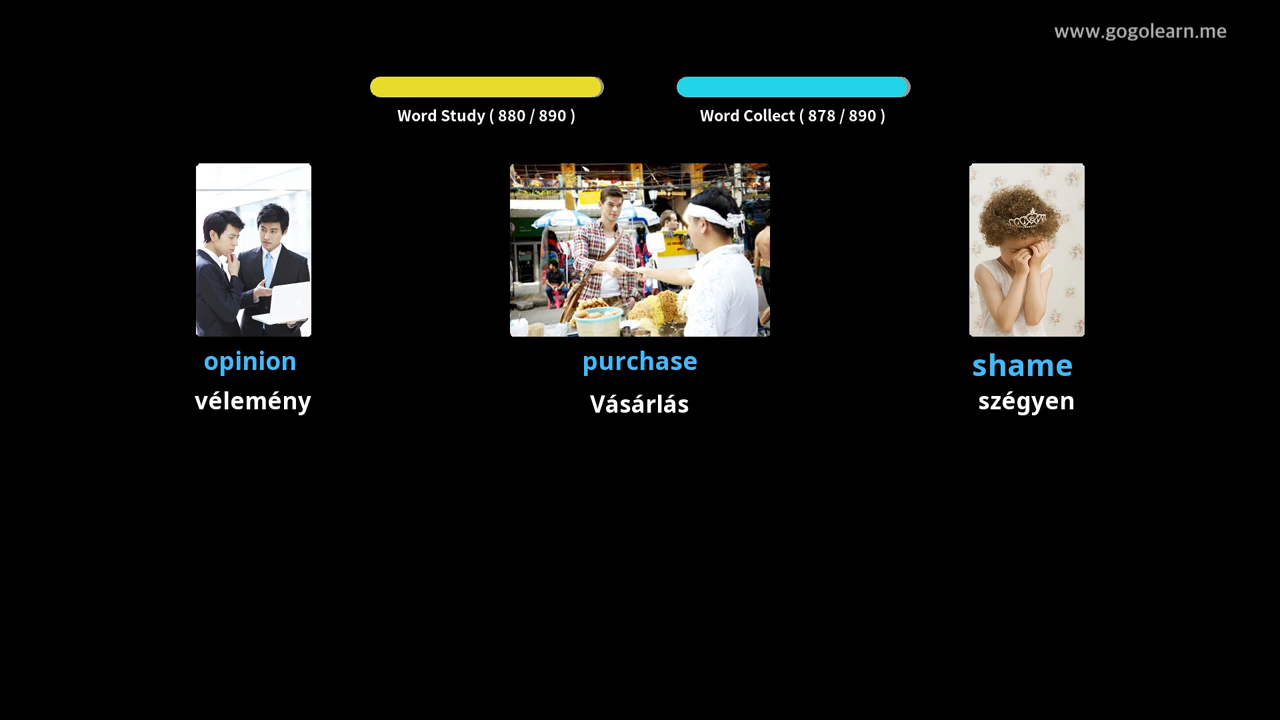 www.gogolearn.me
Word Study ( 880 / 890 )
Word Collect ( 878 / 890 )
opinion
purchase
shame
vélemény
Vásárlás
szégyen